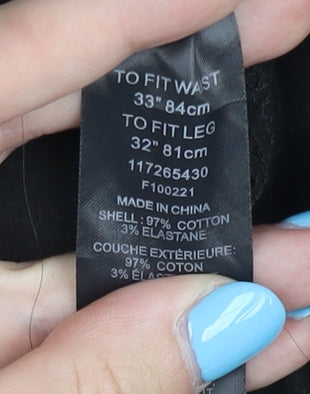 TO FIT WAST
33" 84cm
TO FIT LEG
32" 81cm
117265430
F100221
MADE IN CHINA
SHELL: 97% COTTON
3% ELASTANE
COUCHE EXTÉRIEURE:
97% COTON
3%